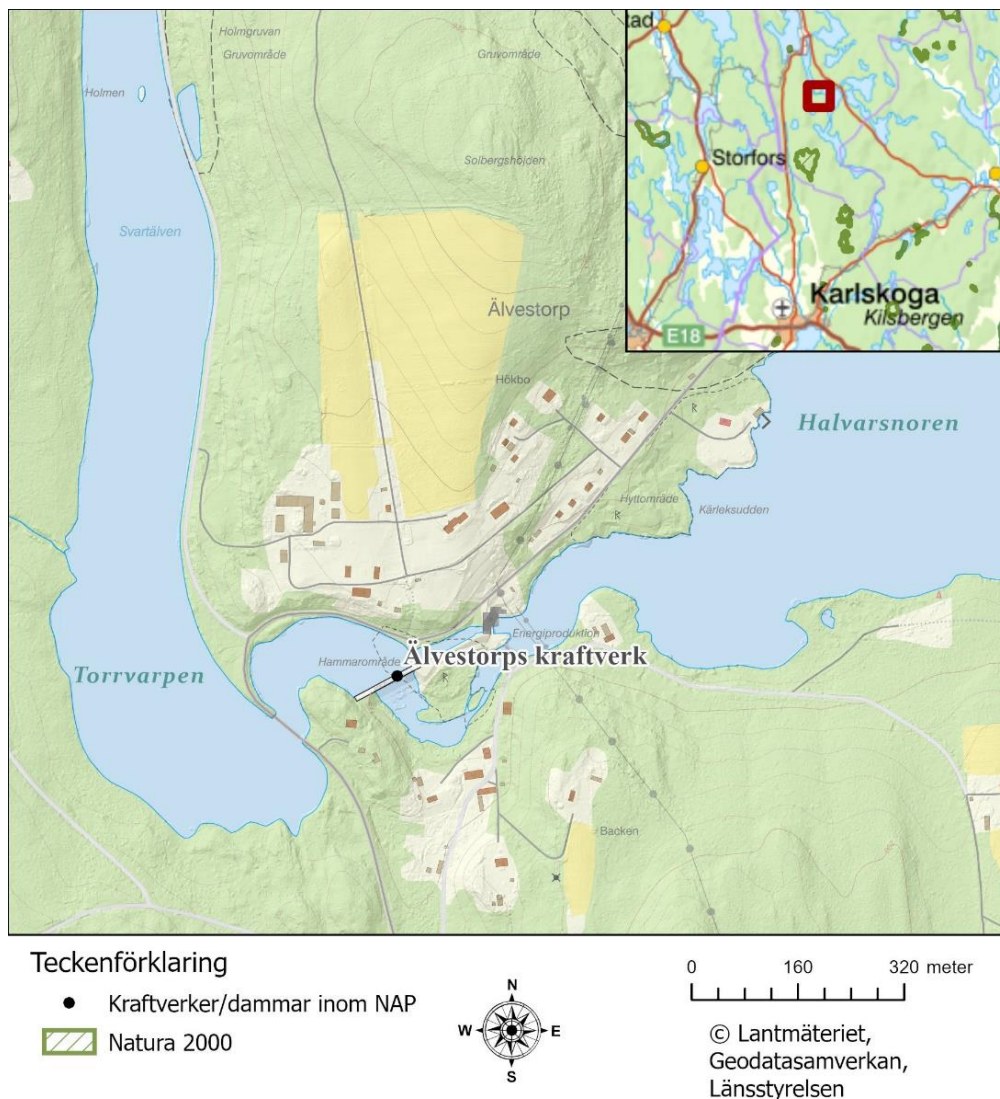 Holmgruvan
Gruvområde
Gruvområde
Holmen
Solbergshöjden
Svartälven
Älvestorp
Hökbo
Halvarsnoren
Hyttområde
Kärleksudden
Energiproduktion
Hammarområde
Älvestorps kraftverk
Torrvarpen
Backen
tad
Storfors
Karlskoga
Kilsbergen
E18
Teckenförklaring
Kraftverker/dammar inom NAP
Natura 2000
N
W E
S
0 160 320 meter
© Lantmäteriet,
Geodatasamverkan,
Länsstyrelsen